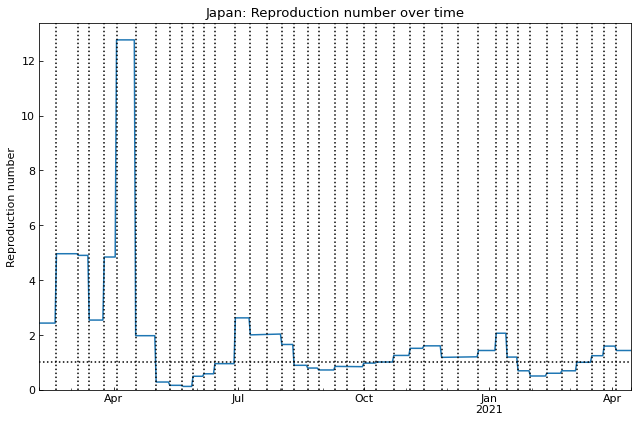 Japan: Reproduction number over time
Reproduction number
12
10
8
6
4
2
0
Apr
Jul
Oct
Jan
2021
Apr